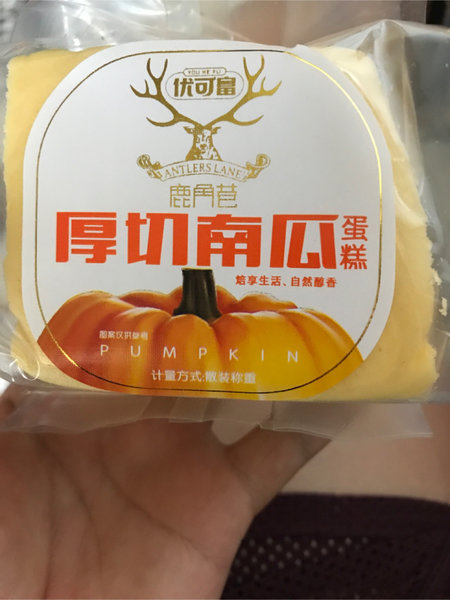 YOU KE FU
优可富
ANTLERS LANE
鹿角巷
厚切南瓜蛋糕
焙享生活、自然醇香
图案仅供参考
PUMPKIN
计量方式:散装称重